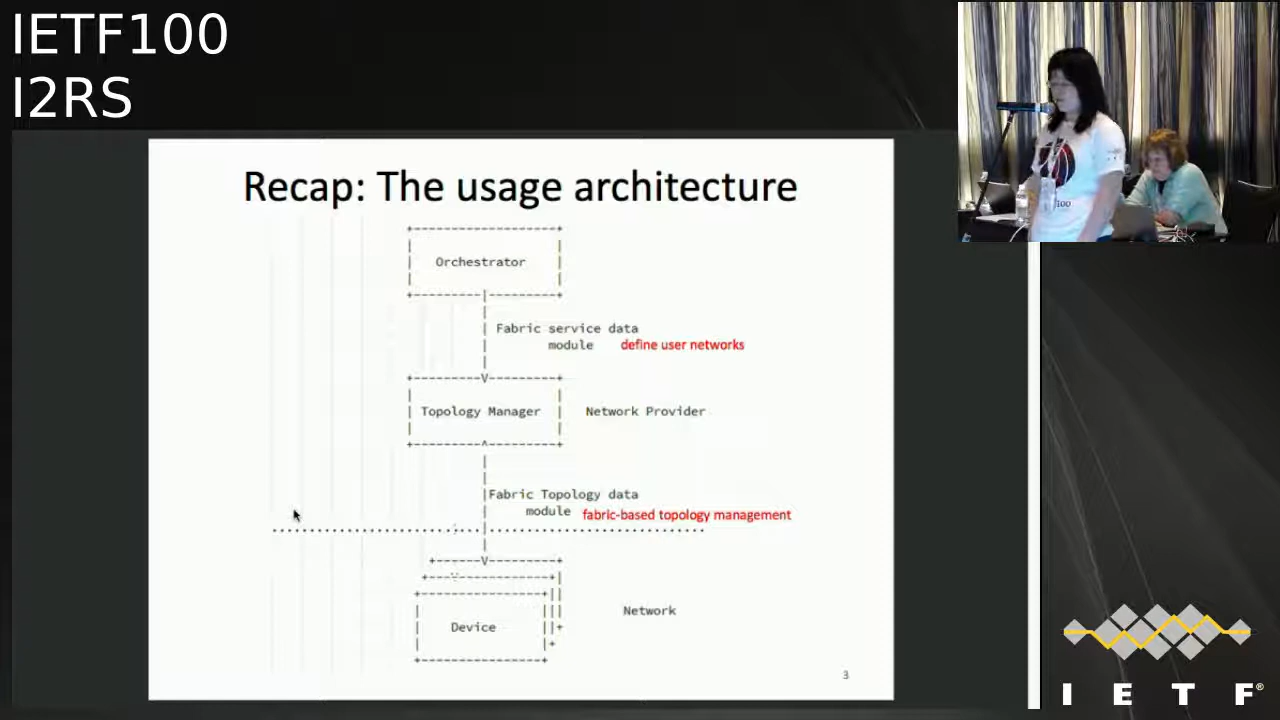 IETF100
I2RS
Recap: The usage architecture
Orchestrator
Fabric service data
module define user networks
Topology Manager
Network Provider
Fabric Topology data
module fabric-based topology management
Device
Network
3
100
I E T F®